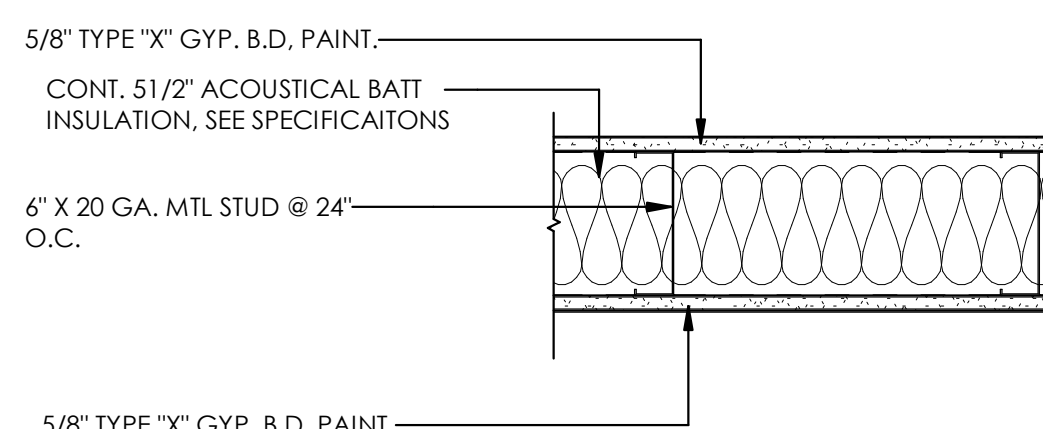 5/8" TYPE "X" GYP. B.D, PAINT.
CONT. 51/2" ACOUSTICAL BATT
INSULATION, SEE SPECIFICAITONS
6" X 20 GA. MTL STUD @ 24"
O.C.
5/8" TYPE "X" GYP. B.D, PAINT